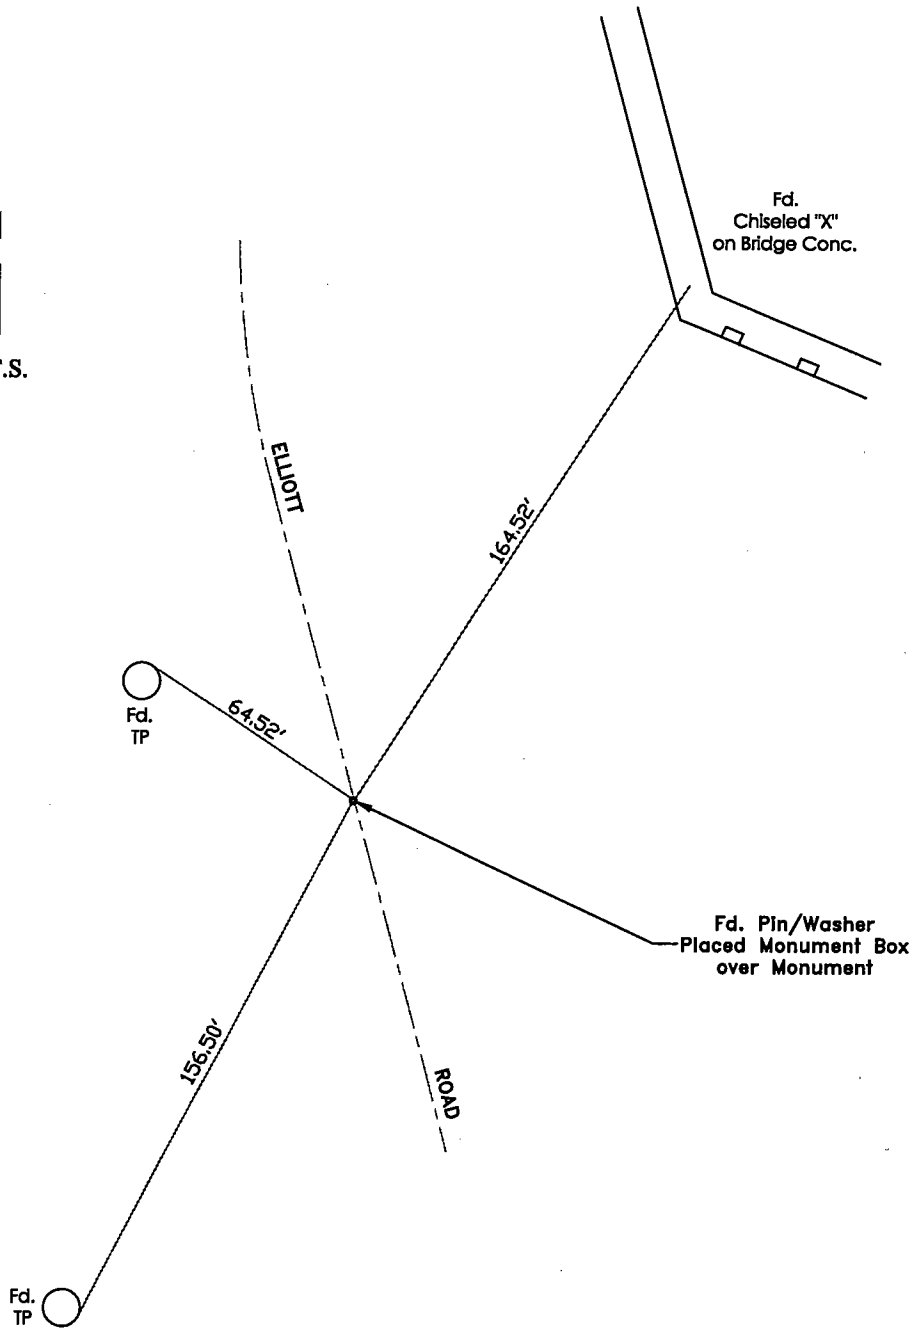 Fd.
Chiseled "X"
on Bridge Conc.
.S.
ELLIOTT
164.52'
64.52'
Fd.
TP
Fd. Pin/Washer
Placed Monument Box
over Monument
156.50'
ROAD
Fd.
TP